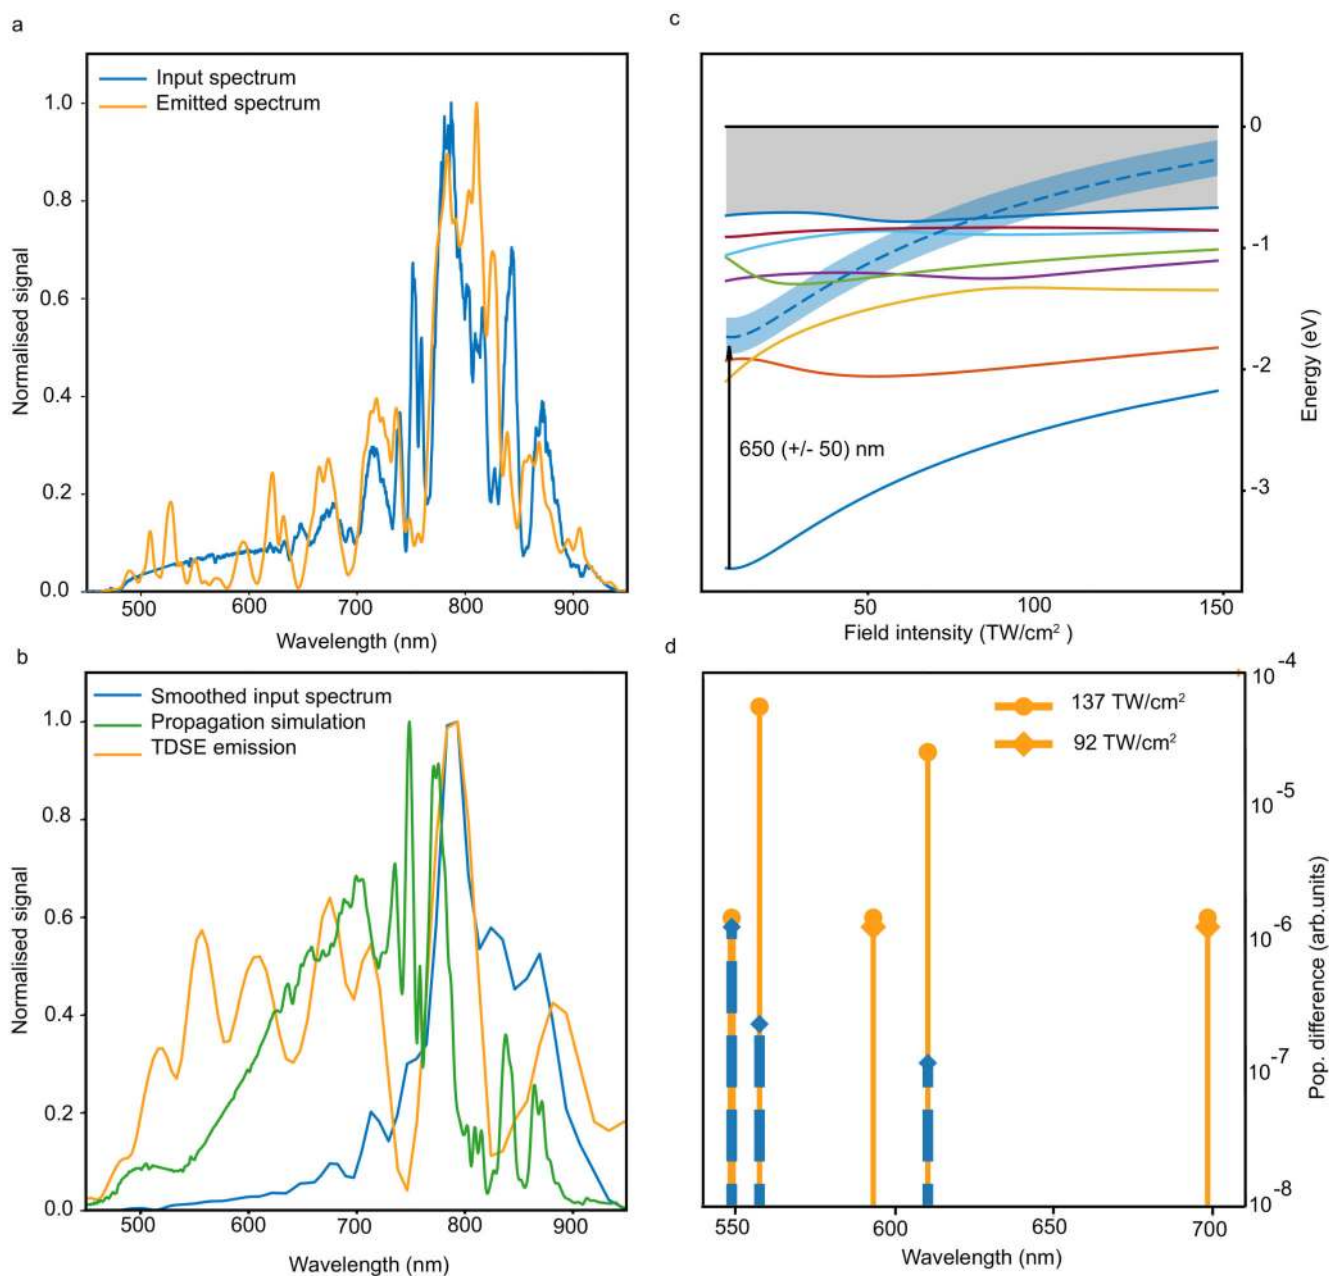 a
Input spectrum
Emitted spectrum
1.0
0.8
0.6
0.4
0.2
0.0
500
600
700
800
900
Normalised signal
Wavelength (nm)
c
0
-1
-2
-3
650 (+/- 50) nm
50
100
150
Energy (eV)
Field intensity (TW/cm²)
b
Smoothed input spectrum
Propagation simulation
TDSE emission
1.0
0.8
0.6
0.4
0.2
0.0
500
600
700
800
900
Normalised signal
Wavelength (nm)
d
137 TW/cm²
92 TW/cm²
10⁻⁴
10⁻⁵
10⁻⁶
10⁻⁷
10⁻⁸
550
600
650
700
Pop. difference (arb.units)
Wavelength (nm)